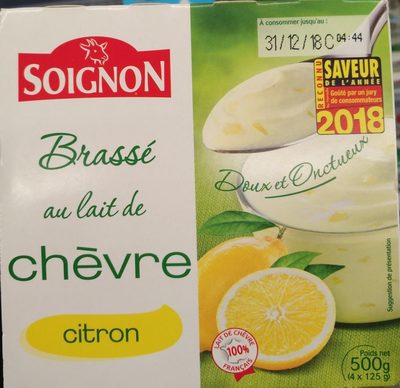 SOIGNON
Brassé
au lait de
chèvre
citron
À consommer jusqu'au :
31/12/18C 04:44
RECONNU
SAVEUR
DE L'ANNÉE
Goûté par un jury
de consommateurs
2018
Doux et Onctueux
Suggestion de présentation
LAIT DE CHÈVRE
100%
FRANÇAIS
Poids net
500g
(4 x 125 g)